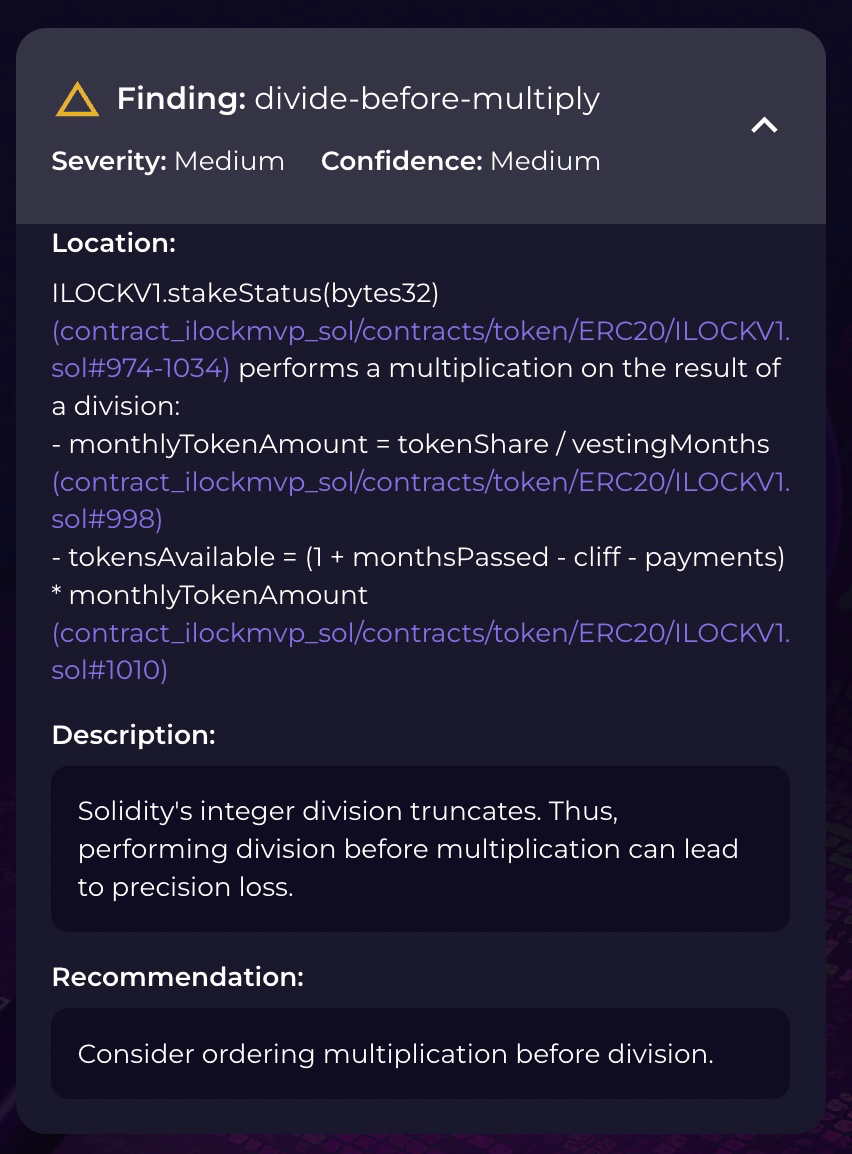 Finding: divide-before-multiply
Severity: Medium Confidence: Medium
Location:
ILOCKV1.stakeStatus(bytes32)
(contract_ilockmvp_sol/contracts/token/ERC20/ILOCKV1.
sol#974-1034) performs a multiplication on the result of
a division:
- monthlyTokenAmount = tokenShare / vestingMonths
(contract_ilockmvp_sol/contracts/token/ERC20/ILOCKV1.
sol#998)
- tokensAvailable = (1 + monthsPassed - cliff - payments)
* monthlyTokenAmount
(contract_ilockmvp_sol/contracts/token/ERC20/ILOCKV1.
sol#1010)
Description:
Solidity's integer division truncates. Thus,
performing division before multiplication can lead
to precision loss.
Recommendation:
Consider ordering multiplication before division.